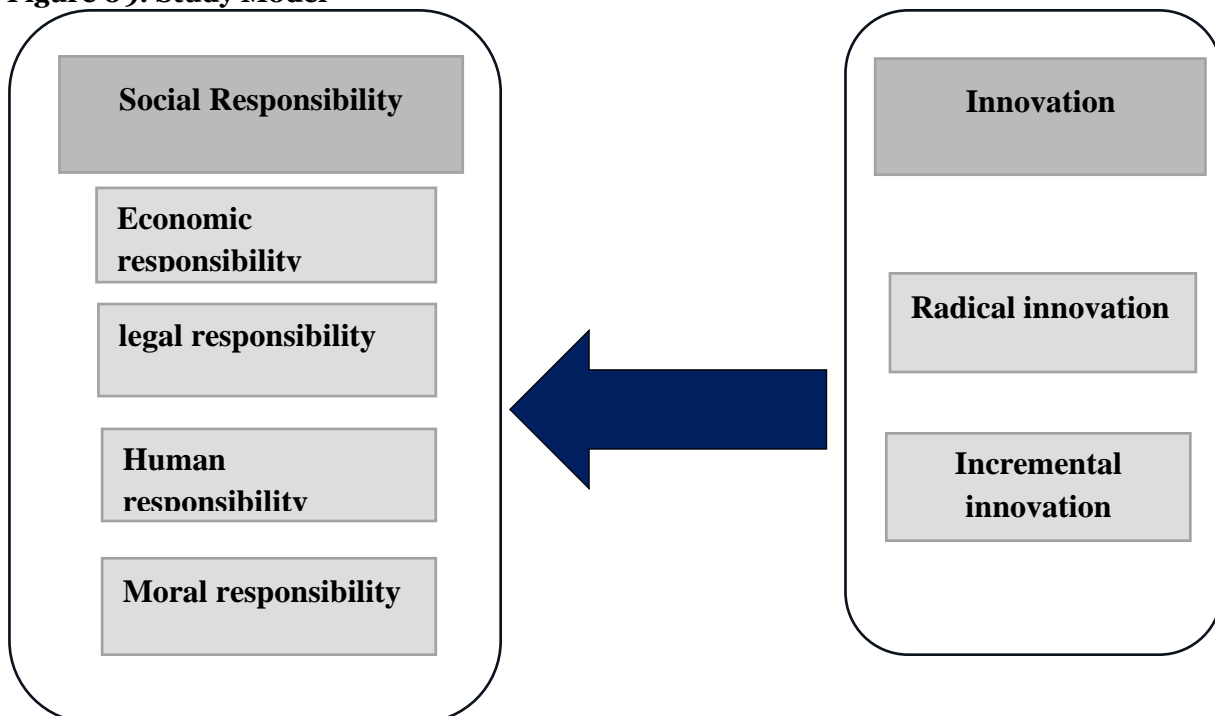 Social Responsibility
Economic
responsibility
legal responsibility
Human
responsibility
Moral responsibility
Innovation
Radical innovation
Incremental
innovation